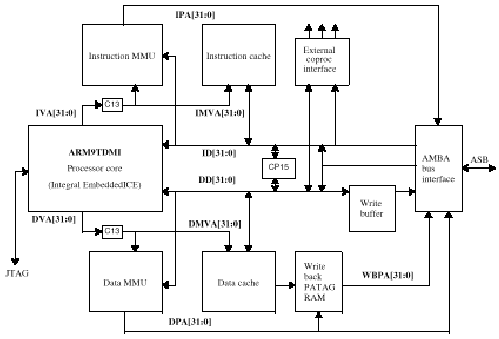 IPA[31:0]
Instruction MMU
Instruction cache
External
coproc
interface
C13
IVA[31:0]
IMVA[31:0]
ARM9TDMI
Processor core
(Integral EmbeddedICE)
ID[31:0]
CP15
DD[31:0]
AMBA
bus
interface
ASB
Write
buffer
DVA[31:0]
C13
DMVA[31:0]
JTAG
Data MMU
Data cache
Write
back
PATAG
RAM
WBPA[31:0]
DPA[31:0]